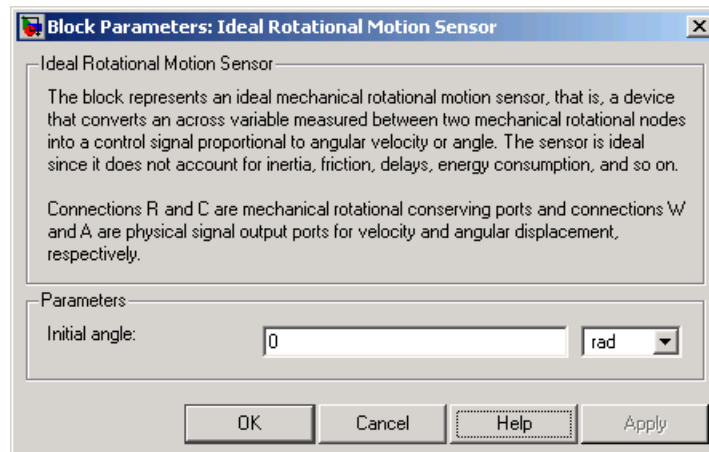 Block Parameters: Ideal Rotational Motion Sensor
Ideal Rotational Motion Sensor
The block represents an ideal mechanical rotational motion sensor, that is, a device
that converts an across variable measured between two mechanical rotational nodes
into a control signal proportional to angular velocity or angle. The sensor is ideal
since it does not account for inertia, friction, delays, energy consumption, and so on.
Connections R and C are mechanical rotational conserving ports and connections W
and A are physical signal output ports for velocity and angular displacement,
respectively.
Parameters
Initial angle: 0 rad
OK Cancel Help Apply